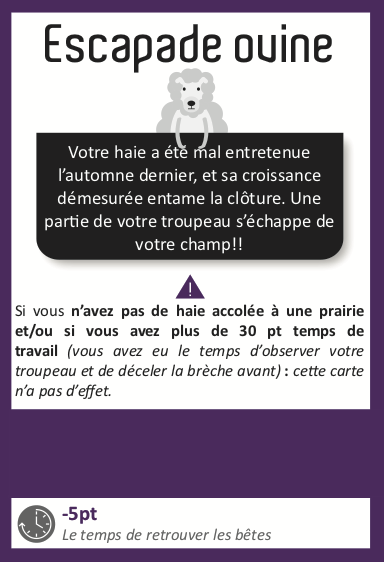 Escapade ovine
Votre haie a été mal entretenue
l’automne dernier, et sa croissance
démesurée entame la clôture. Une
partie de votre troupeau s’échappe de
votre champ!!
!
Si vous n’avez pas de haie accolée à une prairie
et/ou si vous avez plus de 30 pt temps de
travail (vous avez eu le temps d’observer votre
troupeau et de déceler la brèche avant) : cette carte
n’a pas d’effet.
-5pt
Le temps de retrouver les bêtes